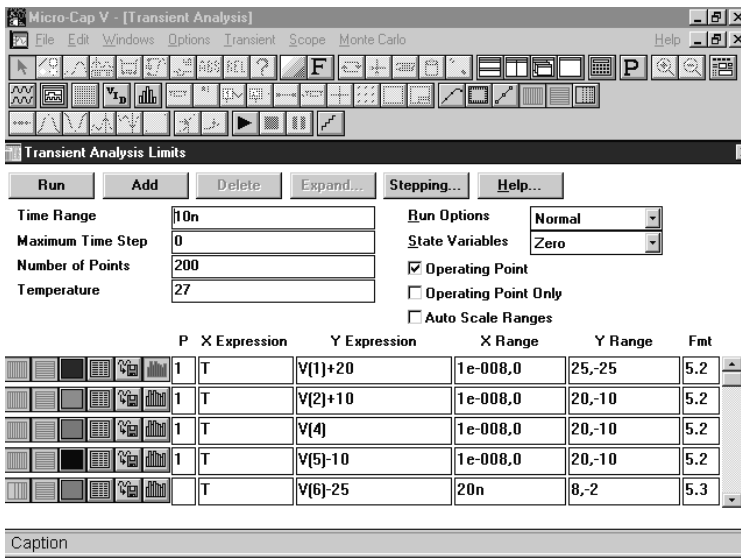 Micro-Cap V - [Transient Analysis]
File Edit Windows Options Transient Scope Monte Carlo Help
F P
Transient Analysis Limits
Run Add Delete Expand... Stepping... Help...
Time Range 10n Run Options Normal
Maximum Time Step 0 State Variables Zero
Number of Points 200 Operating Point
Temperature 27 Operating Point Only
Auto Scale Ranges
P X Expression Y Expression X Range Y Range Fmt
1 T V(1)+20 1e-008,0 25,-25 5.2
1 T V(2)+10 1e-008,0 20,-10 5.2
1 T V(4) 1e-008,0 20,-10 5.2
1 T V(5)-10 1e-008,0 20,-10 5.2
T V(6)-25 20n 8,-2 5.3
Caption